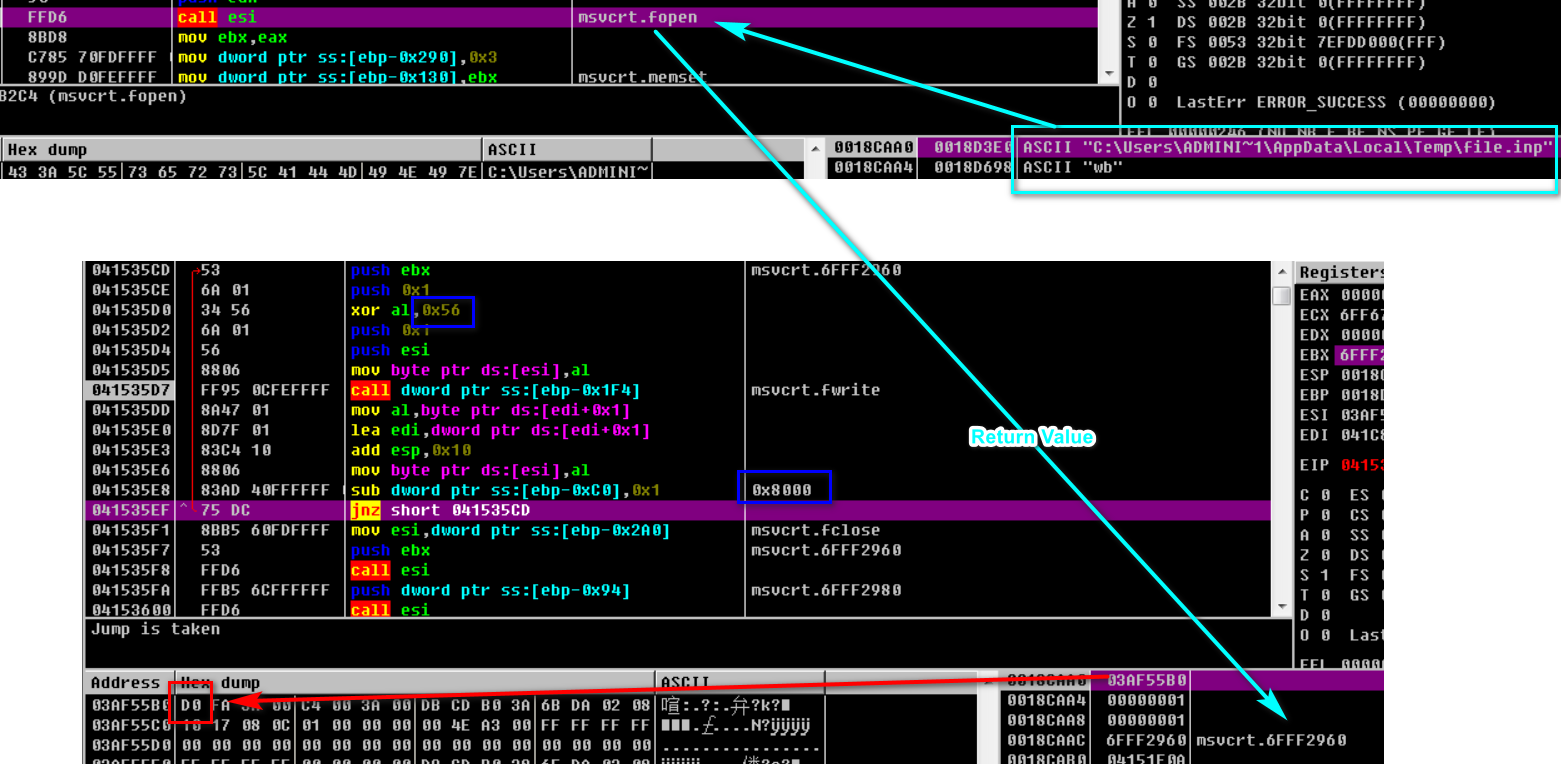 FFD6 call esi msvcrt.fopen
8BD8 mov ebx,eax
C785 70FDFFFF mov dword ptr ss:[ebp-0x290],0x3
899D D0FEFFFF mov dword ptr ss:[ebp-0x130],ebx msvcrt.memset
B2C4 (msvcrt.fopen)
Z 1 DS 002B 32bit 0(FFFFFFFF)
S 0 FS 0053 32bit 7EFDD000(FFF)
T 0 GS 002B 32bit 0(FFFFFFFF)
D 0
O 0 LastErr ERROR_SUCCESS (00000000)
Hex dump ASCII
43 3A 5C 55 73 65 72 73 5C 41 44 4D 49 4E 49 7E C:\Users\ADMINI~
0018CAA0 0018D3E0 ASCII "C:\Users\ADMINI~1\AppData\Local\Temp\file.inp"
0018CAA4 0018D698 ASCII "wb"
041535CD 53 push ebx msvcrt.6FFF2960
041535CE 6A 01 push 0x1
041535D0 34 56 xor al,0x56
041535D2 6A 01 push 0x1
041535D4 56 push esi
041535D5 8806 mov byte ptr ds:[esi],al
041535D7 FF95 0CFEFFFF call dword ptr ss:[ebp-0x1F4] msvcrt.fwrite
041535DD 8A47 01 mov al,byte ptr ds:[edi+0x1]
041535E0 8D7F 01 lea edi,dword ptr ds:[edi+0x1]
041535E3 83C4 10 add esp,0x10
041535E6 8806 mov byte ptr ds:[esi],al
041535E8 83AD 40FFFFFF sub dword ptr ss:[ebp-0xC0],0x1 0x8000
041535EF ^ 75 DC jnz short 041535CD
041535F1 8BB5 60FDFFFF mov esi,dword ptr ss:[ebp-0x2A0] msvcrt.fclose
041535F7 53 push ebx msvcrt.6FFF2960
041535F8 FFD6 call esi
041535FA FFB5 6CFFFFFF push dword ptr ss:[ebp-0x94] msvcrt.6FFF2980
04153600 FFD6 call esi
Return Value
Registers
EAX 0000
ECX 6FF67
EDX 0000
EBX 6FFF2
ESP 0018
EBP 0018
ESI 03AF5
EDI 041C8
EIP 0415
C 0 ES
P 0 CS
A 0 SS
Z 0 DS
S 1 FS
T 0 GS
D 0
O 0 Last
Jump is taken
Address Hex dump ASCII
03AF55B0 D0 FA 00 C4 00 3A 00 DB CD B0 3A 6B DA 02 08
03AF55C0 17 08 0C 01 00 00 00 00 4E A3 00 FF FF FF FF
03AF55D0 00 00 00 00 00 00 00 00 00 00 00 00 00 00 00 00 ................
0018CAA0 03AF55B0
0018CAA4 00000001
0018CAA8 00000001
0018CAAC 6FFF2960 msvcrt.6FFF2960
0018CAB0 04151E0A